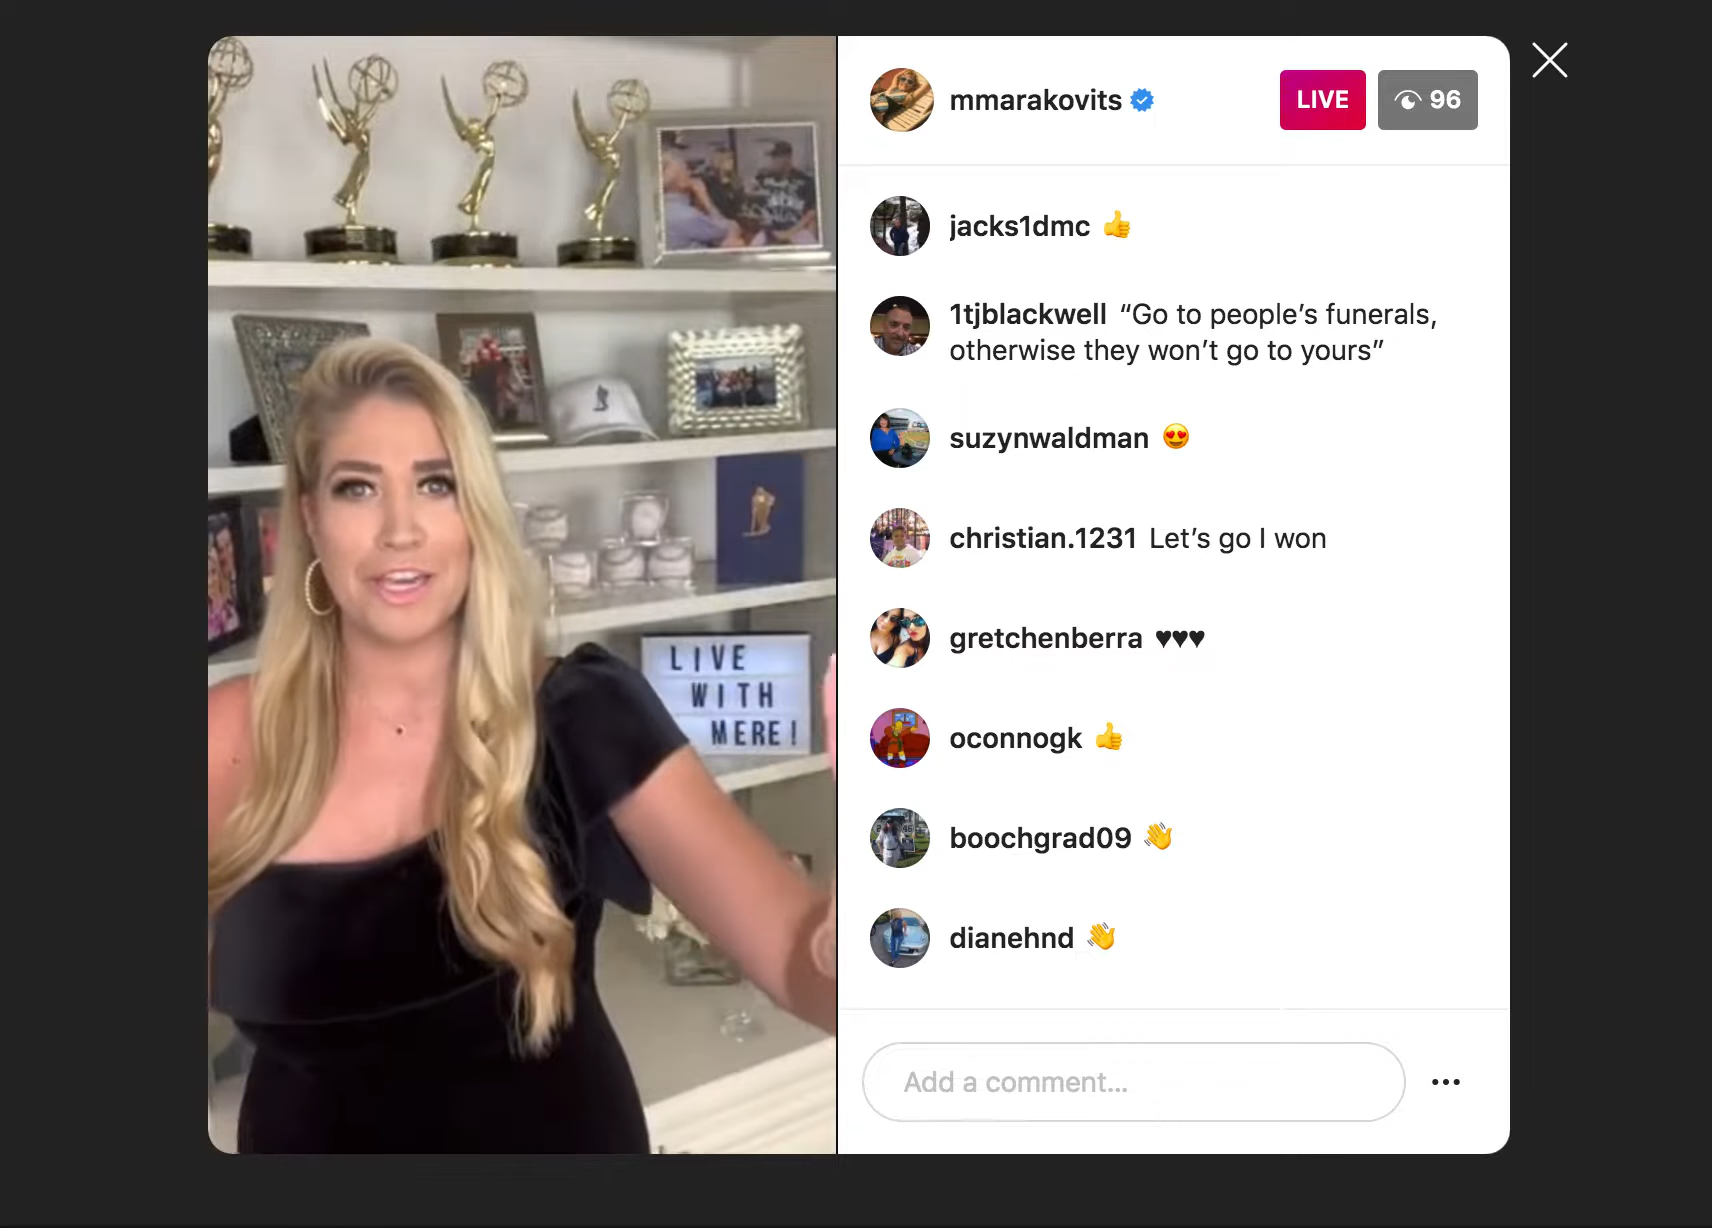 mmarakovits
LIVE
96
jacks1dmc 👍
1tjblackwell “Go to people’s funerals,
otherwise they won’t go to yours”
suzynwaldman 😍
christian.1231 Let’s go I won
gretchenberra ♥♥♥
oconnogk 👍
boochgrad09 👋
dianehnd 👋
Add a comment...
LIVE
WITH
MERE!